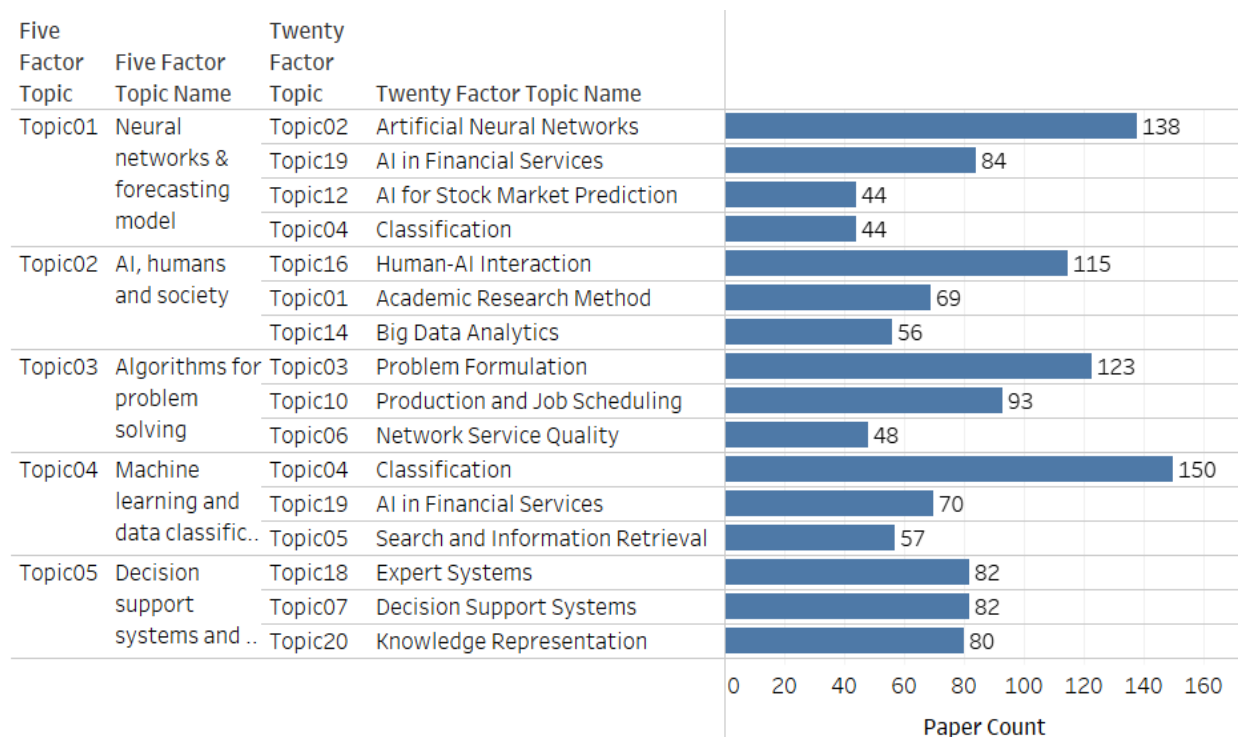 Five Factor Topic Five Factor Topic Name Twenty Factor Topic Twenty Factor Topic Name
Topic01 Neural networks & forecasting model Topic02 Artificial Neural Networks 138
Topic19 AI in Financial Services 84
Topic12 AI for Stock Market Prediction 44
Topic04 Classification 44
Topic02 AI, humans and society Topic16 Human-AI Interaction 115
Topic01 Academic Research Method 69
Topic14 Big Data Analytics 56
Topic03 Algorithms for problem solving Topic03 Problem Formulation 123
Topic10 Production and Job Scheduling 93
Topic06 Network Service Quality 48
Topic04 Machine learning and data classific.. Topic04 Classification 150
Topic19 AI in Financial Services 70
Topic05 Search and Information Retrieval 57
Topic05 Decision support systems and .. Topic18 Expert Systems 82
Topic07 Decision Support Systems 82
Topic20 Knowledge Representation 80
0 20 40 60 80 100 120 140 160
Paper Count